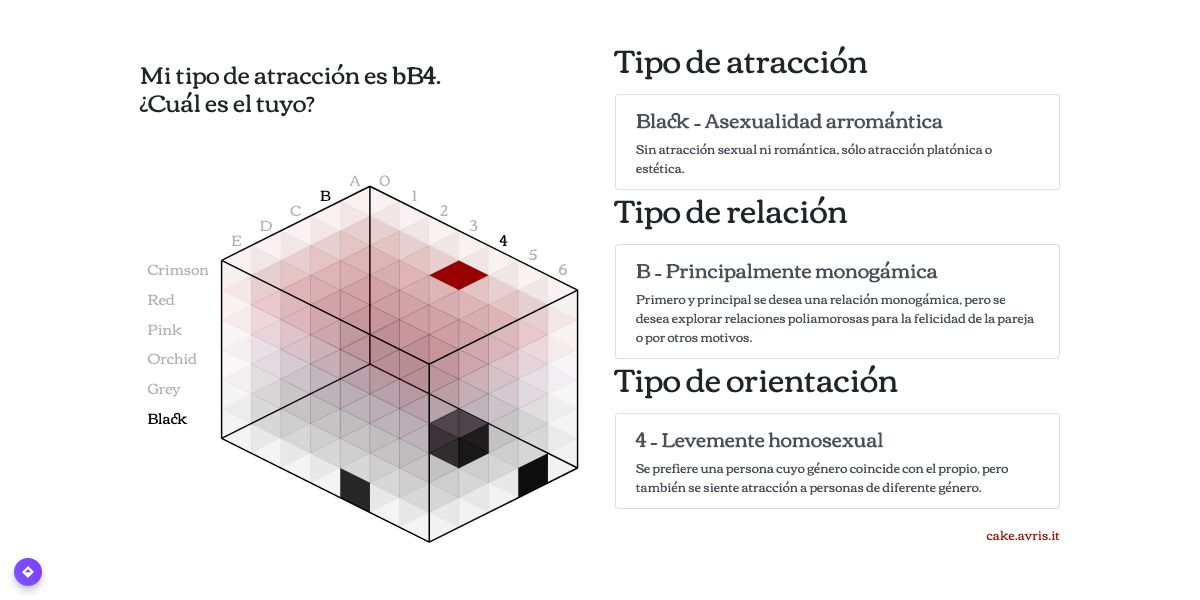 Mi tipo de atracción es bB4.
¿Cuál es el tuyo?
A
B
C
D
E
0
1
2
3
4
5
6
Crimson
Red
Pink
Orchid
Grey
Black
Tipo de atracción
Black - Asexualidad arromántica
Sin atracción sexual ni romántica, sólo atracción platónica o
estética.
Tipo de relación
B - Principalmente monogámica
Primero y principal se desea una relación monogámica, pero se
desea explorar relaciones poliamorosas para la felicidad de la pareja
o por otros motivos.
Tipo de orientación
4 - Levemente homosexual
Se prefiere una persona cuyo género coincide con el propio, pero
también se siente atracción a personas de diferente género.
cake.avris.it